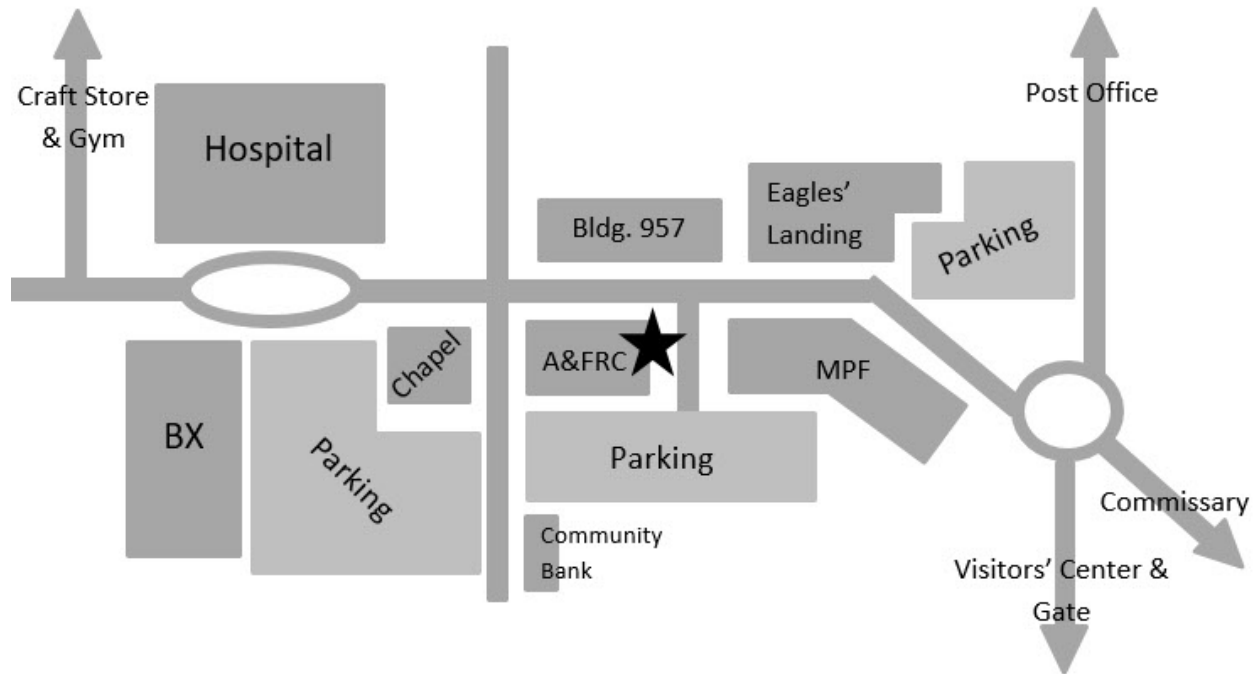 Craft Store
& Gym
Hospital
Post Office
Bldg. 957
Eagles’
Landing
Parking
BX
Parking
Chapel
A&FRC
MPF
Parking
Community
Bank
Commissary
Visitors’ Center &
Gate